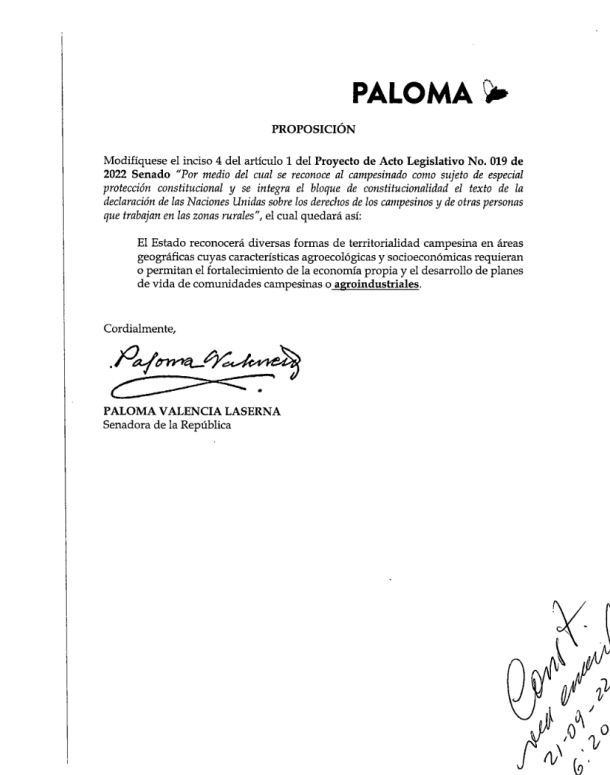 PALOMA
PROPOSICIÓN
Modifíquese el inciso 4 del artículo 1 del Proyecto de Acto Legislativo No. 019 de
2022 Senado "Por medio del cual se reconoce al campesinado como sujeto de especial
protección constitucional y se integra el bloque de constitucionalidad el texto de la
declaración de las Naciones Unidas sobre los derechos de los campesinos y de otras personas
que trabajan en las zonas rurales", el cual quedará así:
El Estado reconocerá diversas formas de territorialidad campesina en áreas
geográficas cuyas características agroecológicas y socioeconómicas requieran
o permitan el fortalecimiento de la economía propia y el desarrollo de planes
de vida de comunidades campesinas o agroindustriales.
Cordialmente,
Paloma Valencia
PALOMA VALENCIA LASERNA
Senadora de la República
Const.
21-09-22
6:20